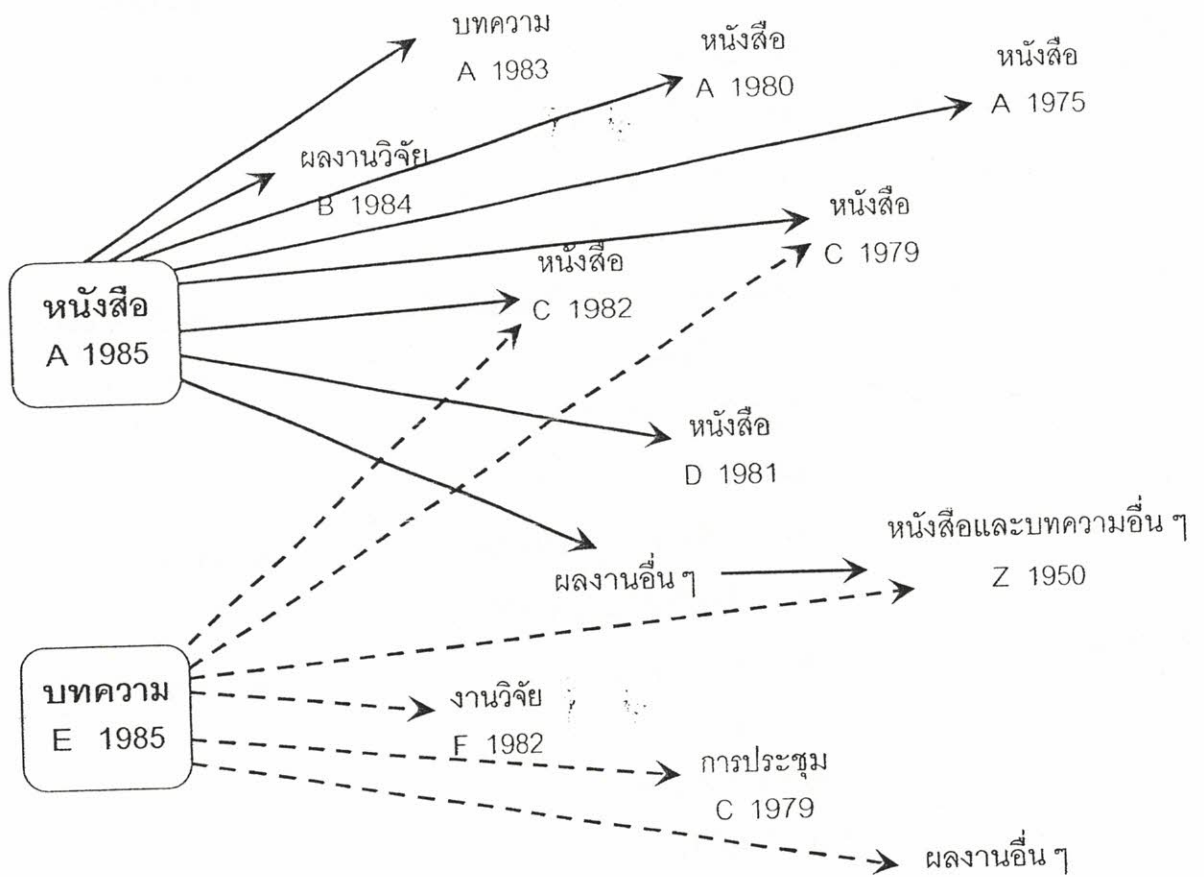 บทความ
A 1983
หนังสือ
A 1980
หนังสือ
A 1975
ผลงานวิจัย
B 1984
หนังสือ
C 1979
หนังสือ
C 1982
หนังสือ
A 1985
หนังสือ
D 1981
หนังสือและบทความอื่น ๆ
Z 1950
ผลงานอื่น ๆ
บทความ
E 1985
งานวิจัย
F 1982
การประชุม
C 1979
ผลงานอื่น ๆ